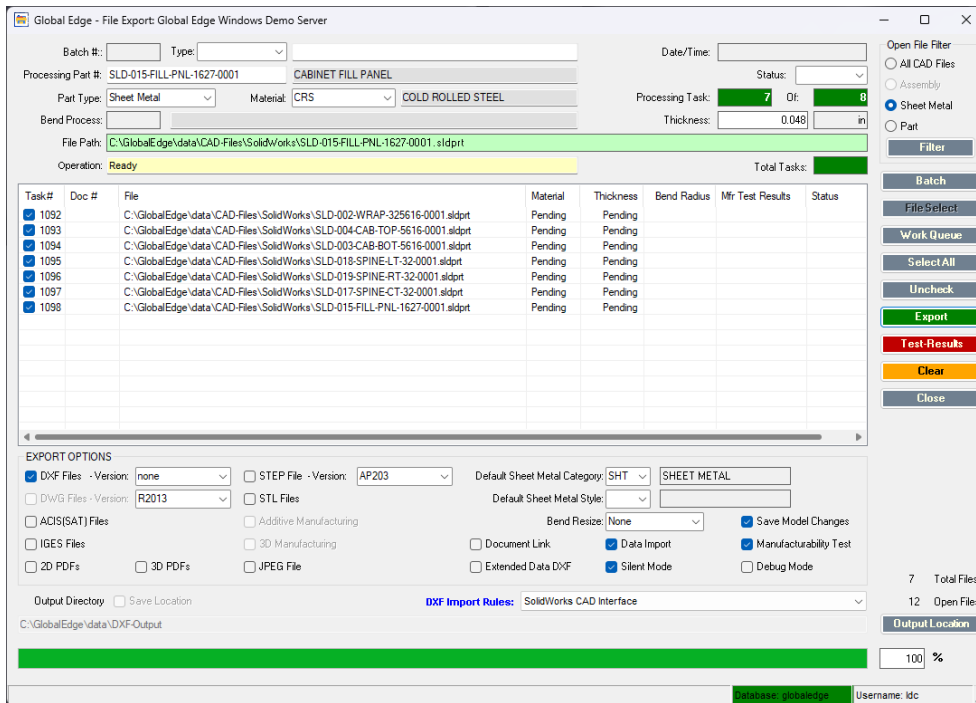 Global Edge - File Export: Global Edge Windows Demo Server
Batch #:: Type: Date/Time: Open File Filter
All CAD Files
Processing Part #: SLD-015-FILL-PNL-1627-0001 CABINET FILL PANEL Status:
Assembly
Part Type: Sheet Metal Material: CRS COLD ROLLED STEEL Processing Task: 7 Of: 8 Sheet Metal
Bend Process: Thickness: 0.048 in Part
File Path: C:\GlobalEdge\data\CAD-Files\SolidWorks\SLD-015-FILL-PNL-1627-0001.sldprt Filter
Operation: Ready Total Tasks:
Batch
Task# Doc # File Material Thickness Bend Radius Mfr Test Results Status
1092 C:\GlobalEdge\data\CAD-Files\SolidWorks\SLD-002-WRAP-325616-0001.sldprt Pending Pending
File Select
1093 C:\GlobalEdge\data\CAD-Files\SolidWorks\SLD-004-CAB-TOP-5616-0001.sldprt Pending Pending
Work Queue
1094 C:\GlobalEdge\data\CAD-Files\SolidWorks\SLD-003-CAB-BOT-5616-0001.sldprt Pending Pending
1095 C:\GlobalEdge\data\CAD-Files\SolidWorks\SLD-018-SPINE-LT-32-0001.sldprt Pending Pending
Select All
1096 C:\GlobalEdge\data\CAD-Files\SolidWorks\SLD-019-SPINE-RT-32-0001.sldprt Pending Pending
1097 C:\GlobalEdge\data\CAD-Files\SolidWorks\SLD-017-SPINE-CT-32-0001.sldprt Pending Pending
Uncheck
1098 C:\GlobalEdge\data\CAD-Files\SolidWorks\SLD-015-FILL-PNL-1627-0001.sldprt Pending Pending
Export
Test-Results
Clear
Close
EXPORT OPTIONS
DXF Files - Version: none STEP File - Version: AP203 Default Sheet Metal Category: SHT SHEET METAL
DWG Files - Version: R2013 STL Files Default Sheet Metal Style:
ACIS(SAT) Files Additive Manufacturing Bend Resize: None Save Model Changes
IGES Files 3D Manufacturing Document Link Data Import Manufacturability Test
2D PDFs 3D PDFs JPEG File Extended Data DXF Silent Mode Debug Mode
7 Total Files
Output Directory Save Location DXF Import Rules: SolidWorks CAD Interface 12 Open File
C:\GlobalEdge\data\DXF-Output Output Location
100 %
Database: globaledge Username: ldc